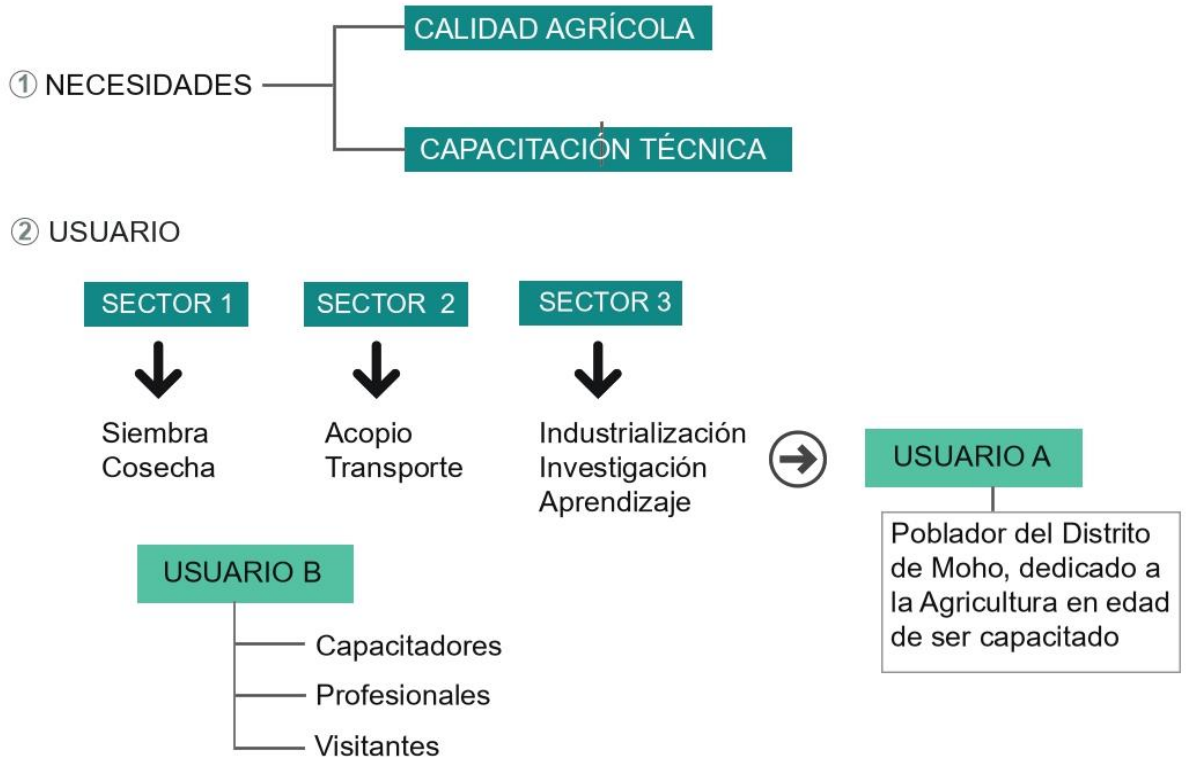 CALIDAD AGRÍCOLA
① NECESIDADES
CAPACITACIÓN TÉCNICA
② USUARIO
SECTOR 1
SECTOR 2
SECTOR 3
Siembra
Cosecha
Acopio
Transporte
Industrialización
Investigación
Aprendizaje
USUARIO A
Poblador del Distrito
de Moho, dedicado a
la Agricultura en edad
de ser capacitado
USUARIO B
Capacitadores
Profesionales
Visitantes